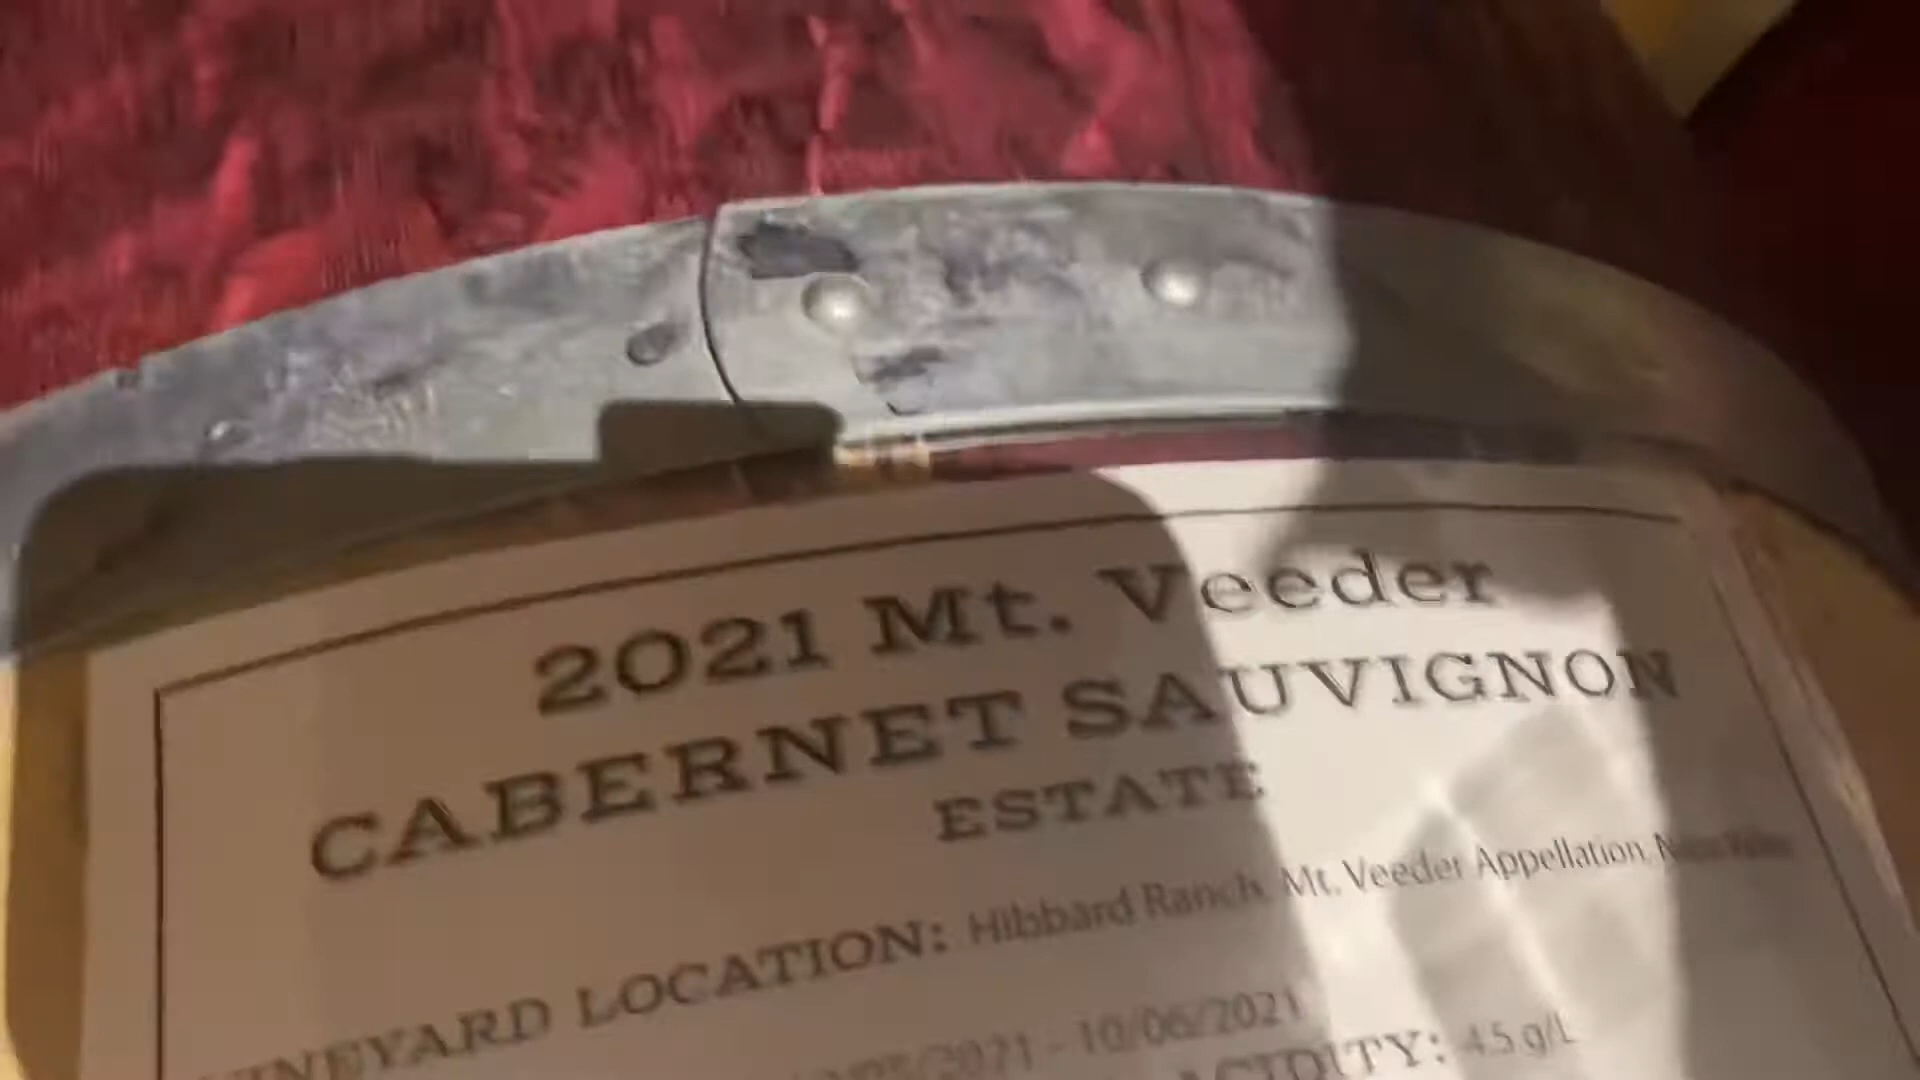 2021 Mt. Veeder
CABERNET SAUVIGNON
ESTATE
VINEYARD LOCATION: Hibbard Ranch, Mt. Veeder Appellation,
- 10/06/2021
ACIDITY: 4.5 g/L